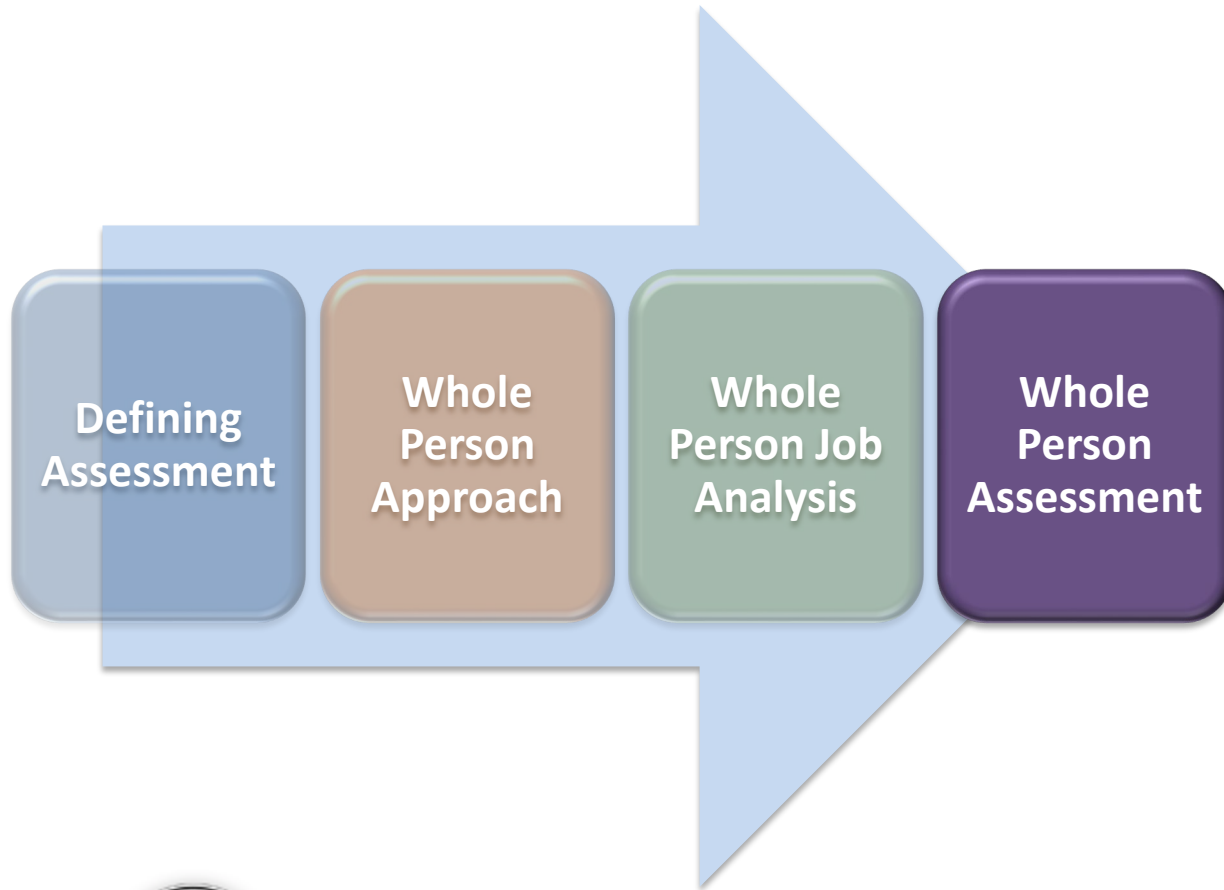 Defining
Assessment
Whole
Person
Approach
Whole
Person Job
Analysis
Whole
Person
Assessment